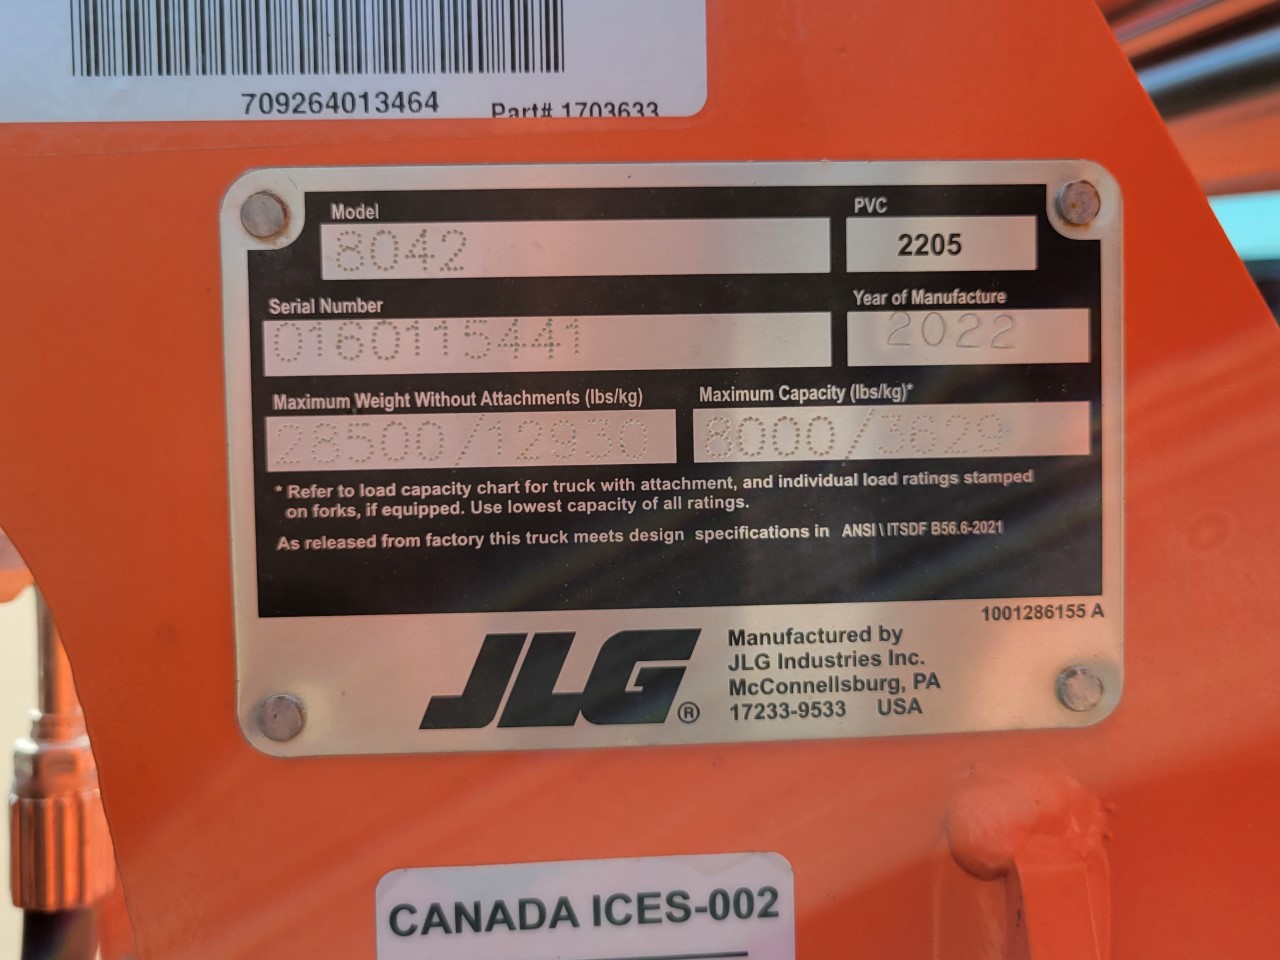 709264013464 Part# 1703633
Model
8042
PVC
2205
Serial Number
0160115441
Year of Manufacture
2022
Maximum Weight Without Attachments (lbs/kg)
28500/12930
Maximum Capacity (lbs/kg)*
8000/3629
* Refer to load capacity chart for truck with attachment, and individual load ratings stamped
on forks, if equipped. Use lowest capacity of all ratings.
As released from factory this truck meets design specifications in ANSI \ ITSDF B56.6-2021
1001286155 A
JLG®
Manufactured by
JLG Industries Inc.
McConnellsburg, PA
17233-9533 USA
CANADA ICES-002